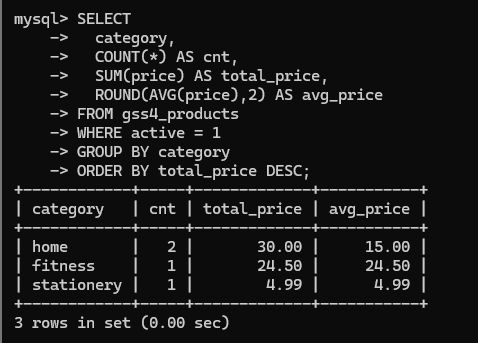 mysql> SELECT
    ->   category,
    ->   COUNT(*) AS cnt,
    ->   SUM(price) AS total_price,
    ->   ROUND(AVG(price),2) AS avg_price
    -> FROM gss4_products
    -> WHERE active = 1
    -> GROUP BY category
    -> ORDER BY total_price DESC;
+------------+-----+-------------+-----------+
| category   | cnt | total_price | avg_price |
+------------+-----+-------------+-----------+
| home       |   2 |       30.00 |     15.00 |
| fitness    |   1 |       24.50 |     24.50 |
| stationery |   1 |        4.99 |      4.99 |
+------------+-----+-------------+-----------+
3 rows in set (0.00 sec)